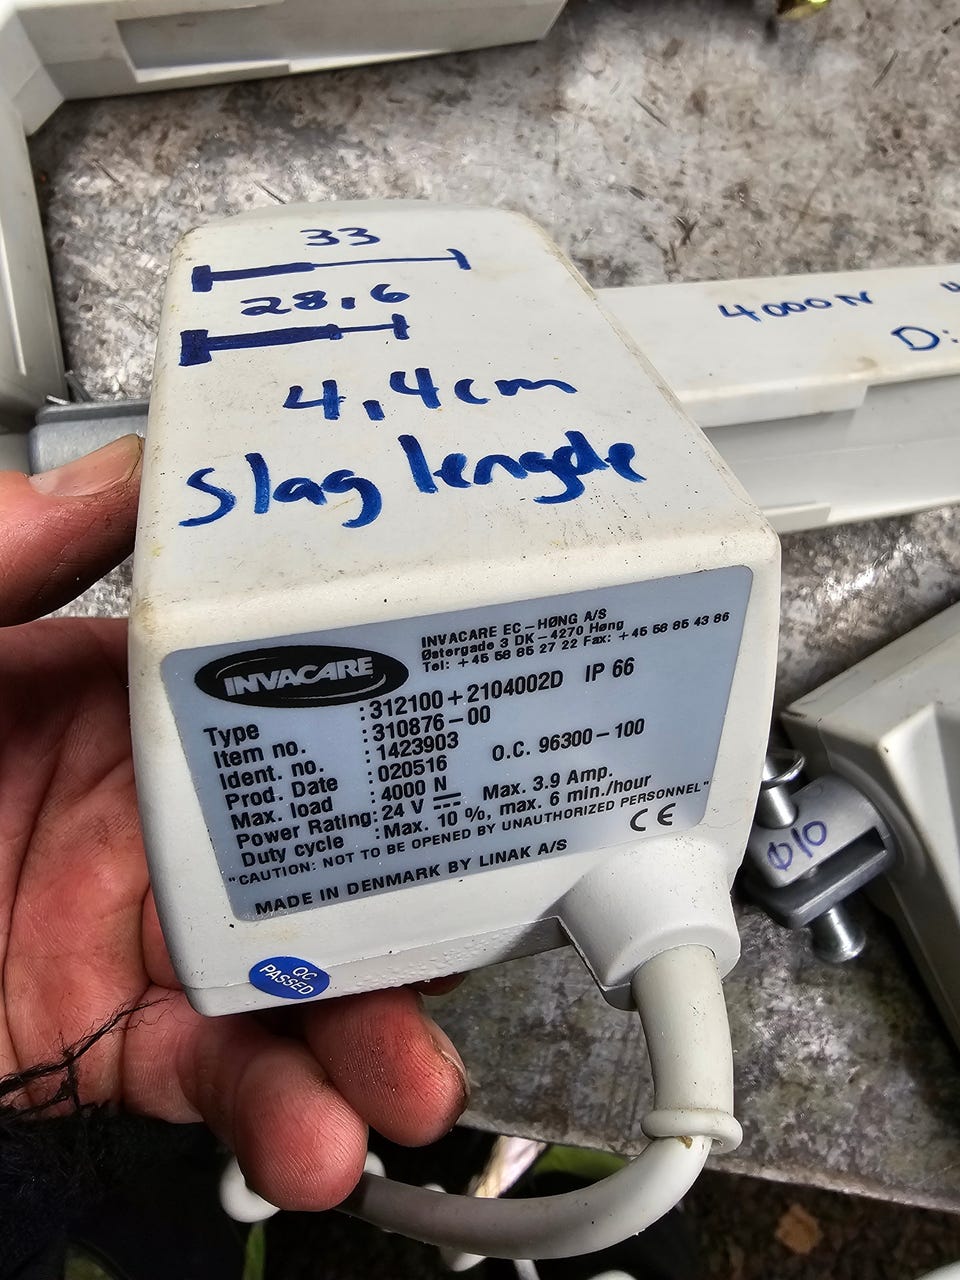 33
28,6
4,4cm
Slag lengde
4000N
D:
INVACARE
INVACARE EC-HØNG A/S
Østergade 3 DK-4270 Høng
Tel: +45 58 85 27 22 Fax: +45 58 85 43 86
Type :312100+2104002D IP 66
Item no. :310876-00
Ident. no. :1423903 O.C. 96300-100
Prod. Date :020516
Max. load :4000 N
Power Rating:24 V Max. 3.9 Amp.
Duty cycle :Max. 10 %, max. 6 min./hour
"CAUTION: NOT TO BE OPENED BY UNAUTHORIZED PERSONNEL"
MADE IN DENMARK BY LINAK A/S
CE
QC
PASSED
Φ10